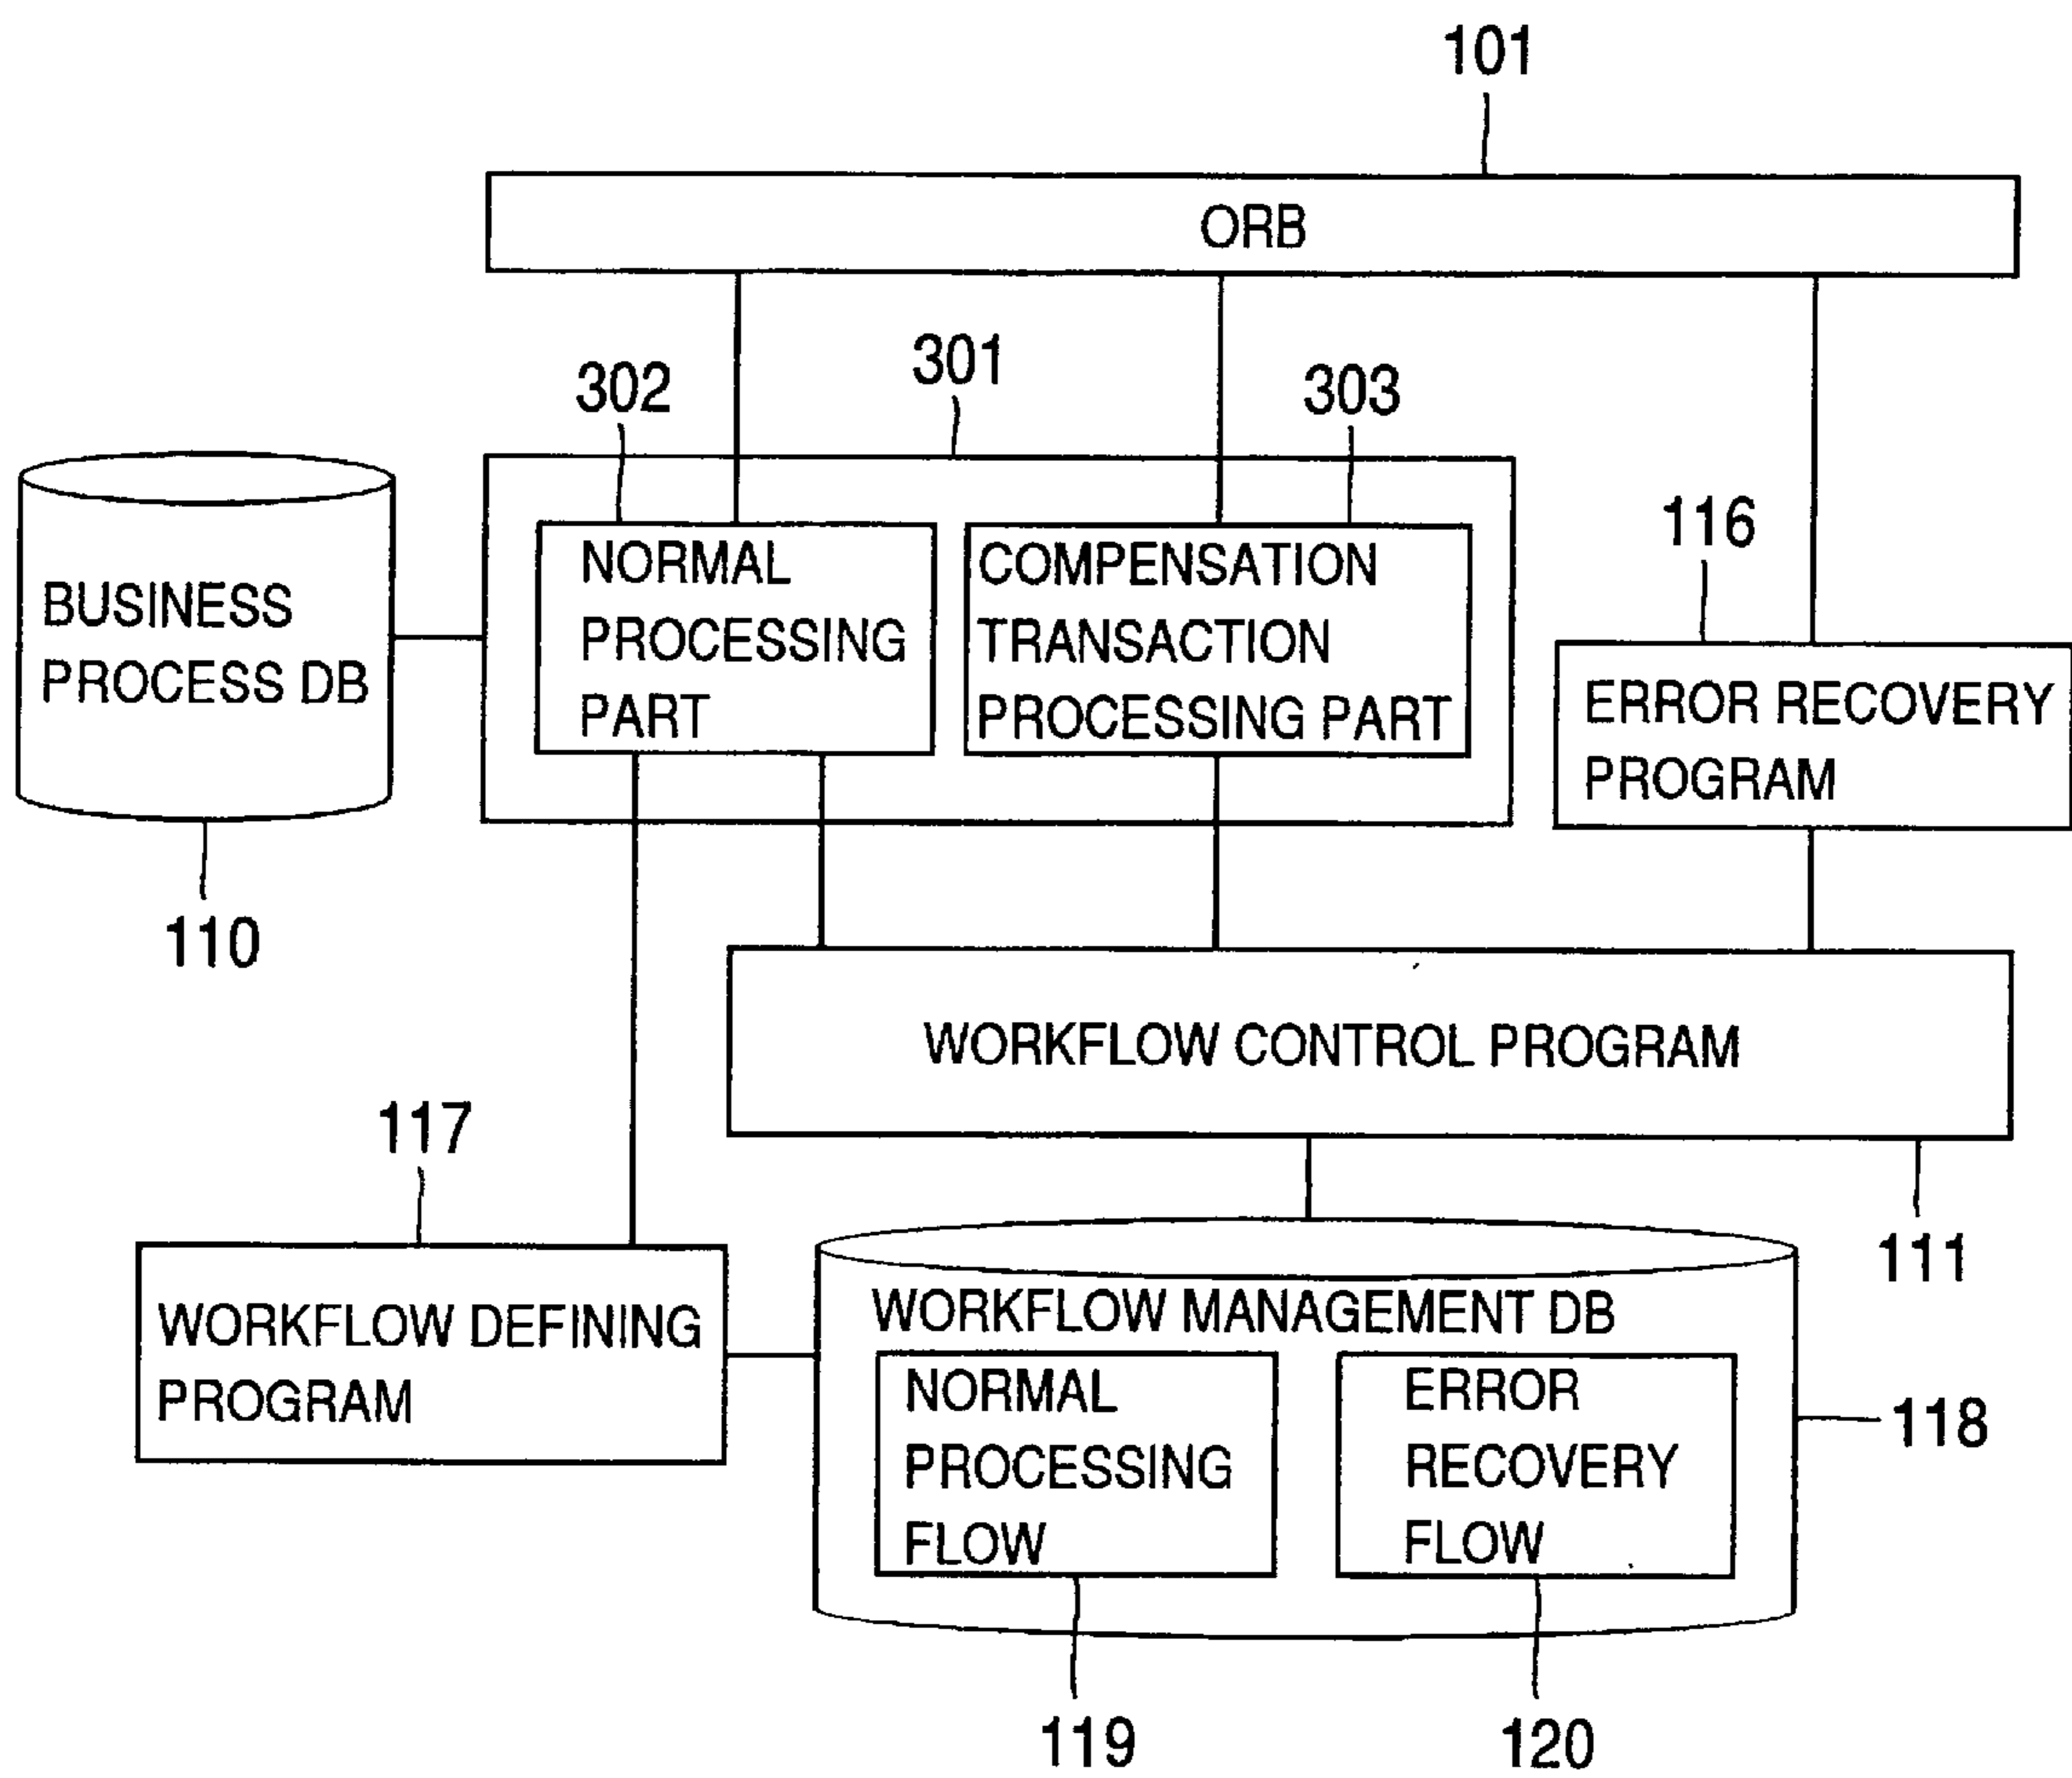 101
ORB
302
301
303
116
NORMAL
PROCESSING
PART
COMPENSATION
TRANSACTION
PROCESSING PART
BUSINESS
PROCESS DB
ERROR RECOVERY
PROGRAM
110
WORKFLOW CONTROL PROGRAM
117
111
WORKFLOW DEFINING
PROGRAM
WORKFLOW MANAGEMENT DB
NORMAL
PROCESSING
FLOW
ERROR
RECOVERY
FLOW
118
119
120